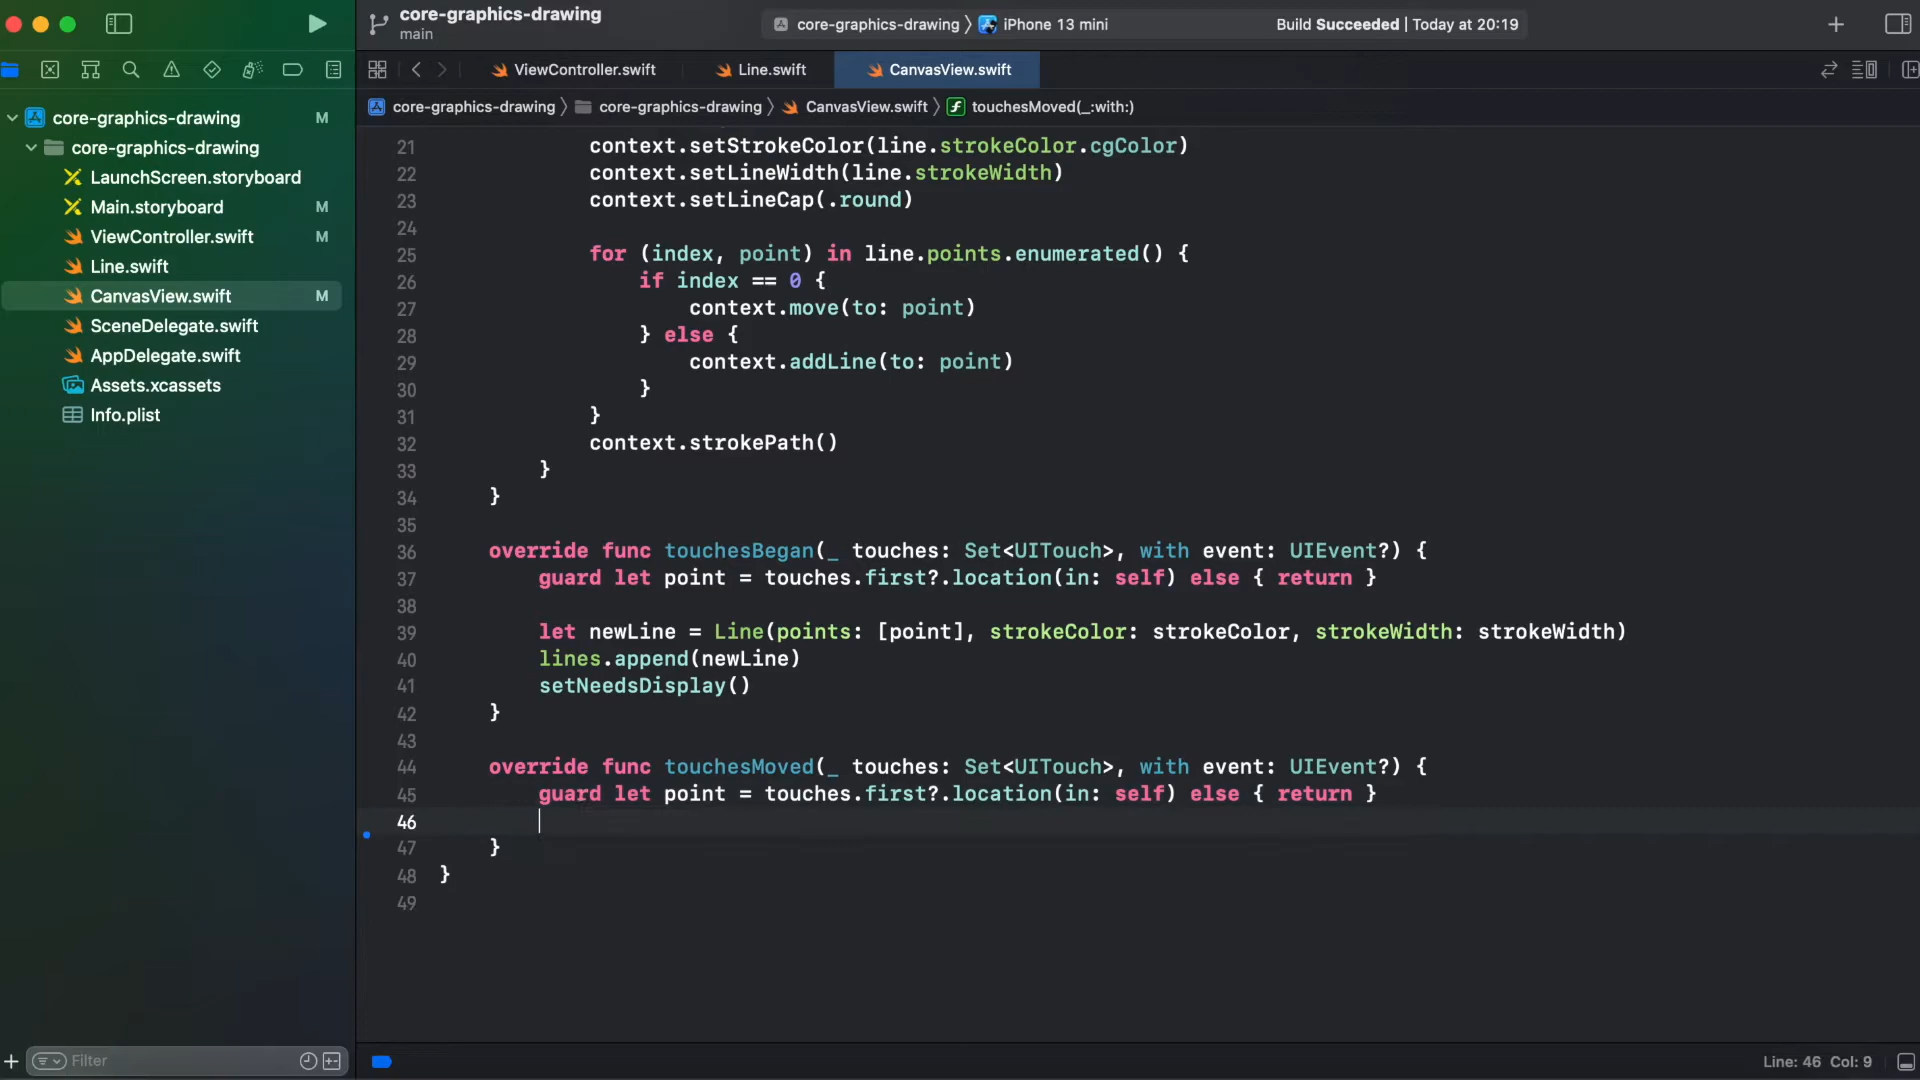 core-graphics-drawing
main
core-graphics-drawing iPhone 13 mini
Build Succeeded | Today at 20:19
ViewController.swift
Line.swift
CanvasView.swift
core-graphics-drawing core-graphics-drawing CanvasView.swift touchesMoved(_:with:)
core-graphics-drawing M
core-graphics-drawing
LaunchScreen.storyboard
Main.storyboard M
ViewController.swift M
Line.swift
CanvasView.swift M
SceneDelegate.swift
AppDelegate.swift
Assets.xcassets
Info.plist
Filter
21 context.setStrokeColor(line.strokeColor.cgColor)
22 context.setLineWidth(line.strokeWidth)
23 context.setLineCap(.round)
24
25 for (index, point) in line.points.enumerated() {
26 if index == 0 {
27 context.move(to: point)
28 } else {
29 context.addLine(to: point)
30 }
31 }
32 context.strokePath()
33 }
34 }
35
36 override func touchesBegan(_ touches: Set<UITouch>, with event: UIEvent?) {
37 guard let point = touches.first?.location(in: self) else { return }
38
39 let newLine = Line(points: [point], strokeColor: strokeColor, strokeWidth: strokeWidth)
40 lines.append(newLine)
41 setNeedsDisplay()
42 }
43
44 override func touchesMoved(_ touches: Set<UITouch>, with event: UIEvent?) {
45 guard let point = touches.first?.location(in: self) else { return }
46
47 }
48 }
49
Line: 46 Col: 9